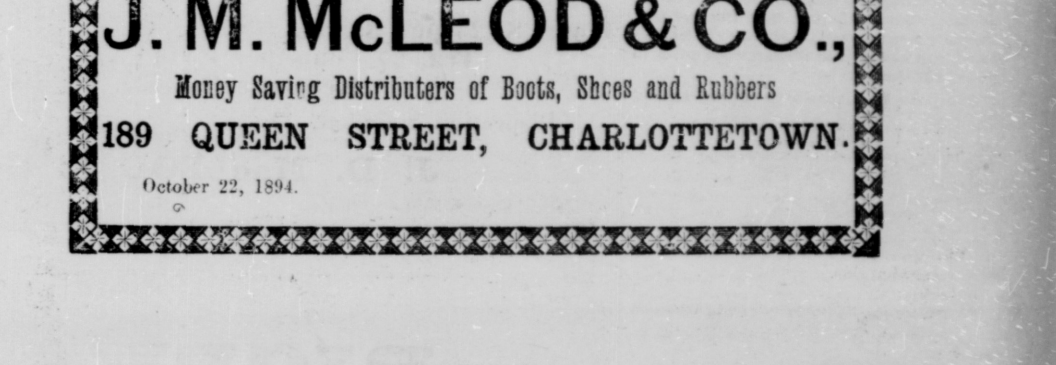 J. M. McLEOD & CO.,
Money Saving Distributers of Boots, Shoes and Rubbers
189 QUEEN STREET, CHARLOTTETOWN.
October 22, 1894.